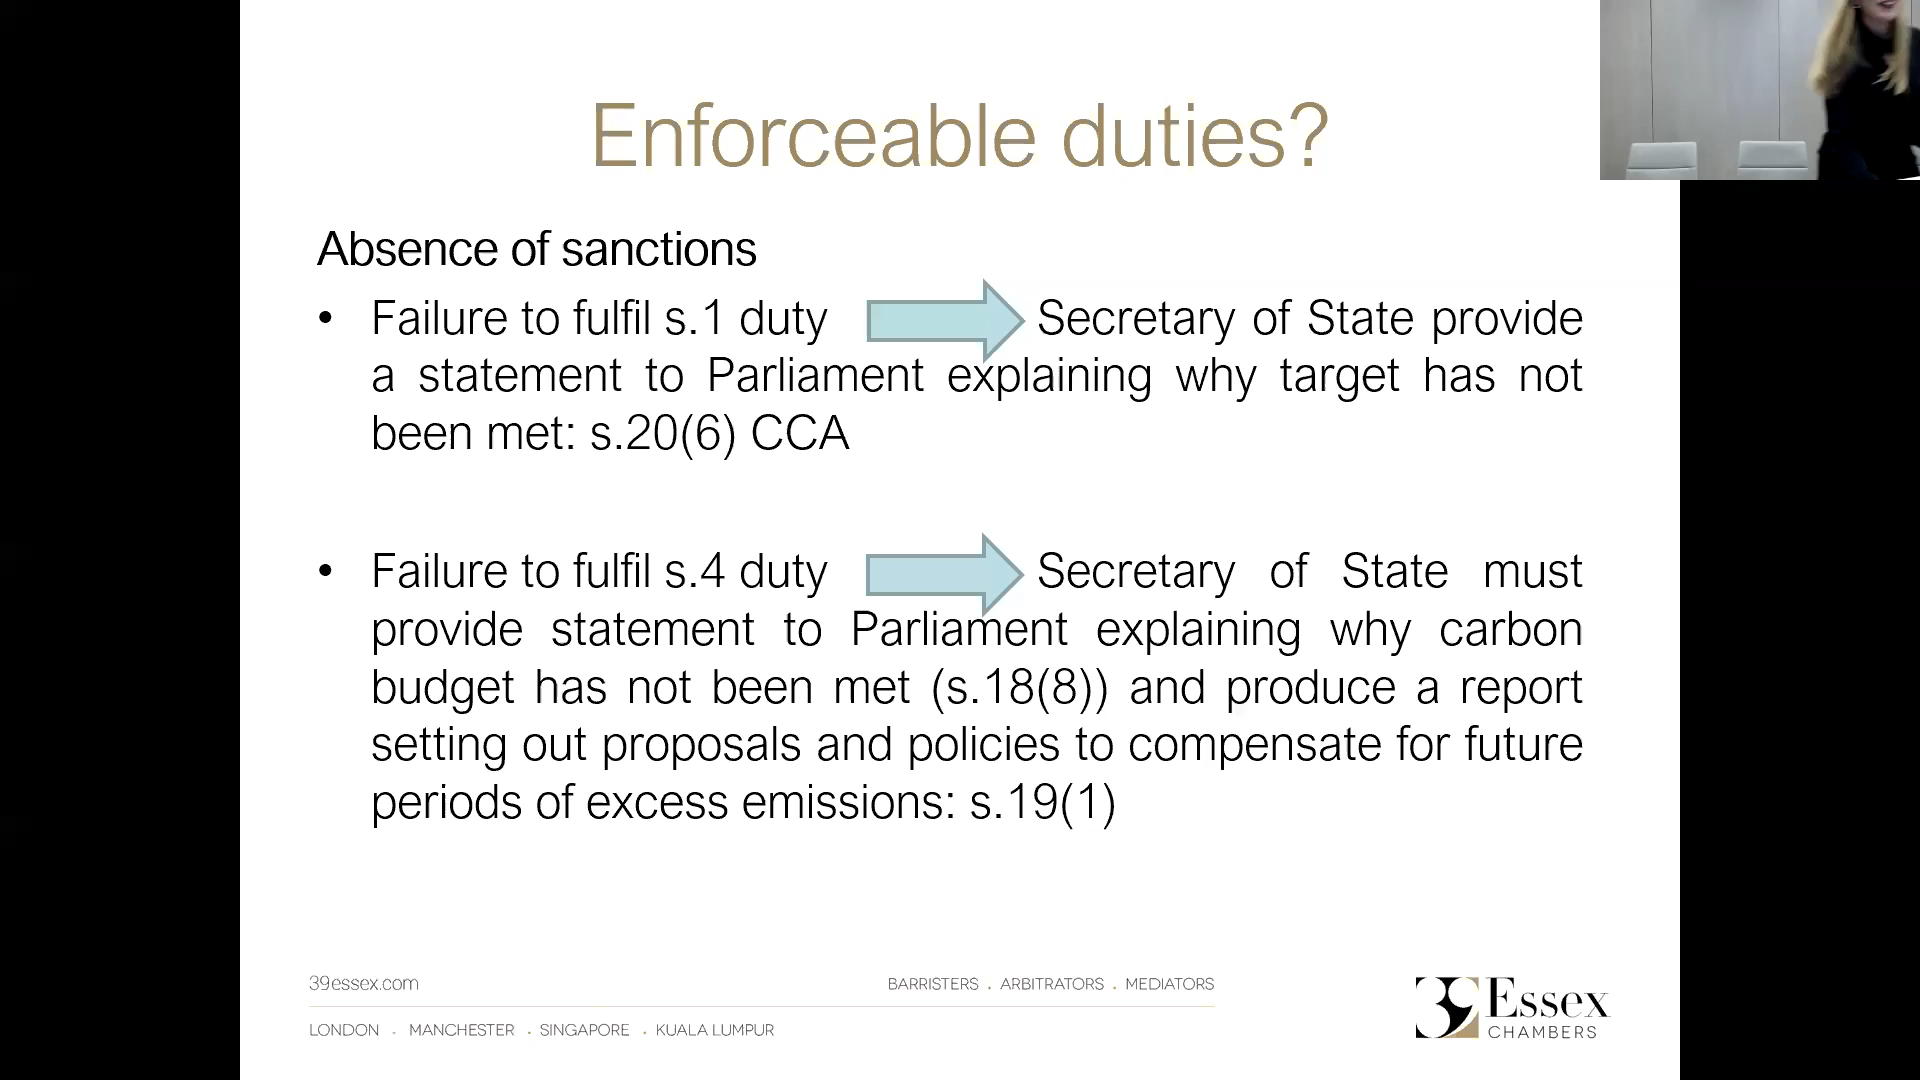 Enforceable duties?
Absence of sanctions
• Failure to fulfil s.1 duty Secretary of State provide
a statement to Parliament explaining why target has not
been met: s.20(6) CCA
• Failure to fulfil s.4 duty Secretary of State must
provide statement to Parliament explaining why carbon
budget has not been met (s.18(8)) and produce a report
setting out proposals and policies to compensate for future
periods of excess emissions: s.19(1)
39essex.com
BARRISTERS . ARBITRATORS . MEDIATORS
LONDON . MANCHESTER . SINGAPORE . KUALA LUMPUR
39 Essex
CHAMBERS